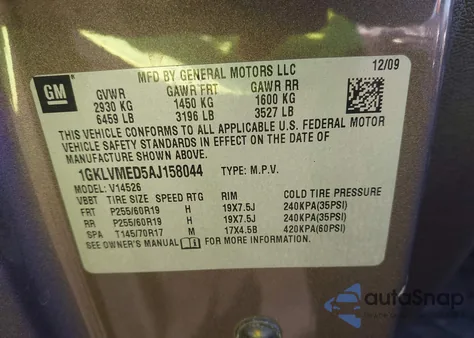 MFD BY GENERAL MOTORS LLC 12/09
GM
GVWR GAWR FRT GAWR RR
2930 KG 1450 KG 1600 KG
6459 LB 3196 LB 3527 LB
THIS VEHICLE CONFORMS TO ALL APPLICABLE U.S. FEDERAL MOTOR
VEHICLE SAFETY STANDARDS IN EFFECT ON THE DATE OF
MANUFACTURE SHOWN ABOVE.
1GKLVMED5AJ158044 TYPE: M.P.V.
MODEL: V14526
VBBT TIRE SIZE SPEED RTG RIM COLD TIRE PRESSURE
FRT P255/60R19 H 19X7.5J 240KPA(35PSI)
RR P255/60R19 H 19X7.5J 240KPA(35PSI)
SPA T145/70R17 M 17X4.5B 420KPA(60PSI)
SEE OWNER'S MANUAL FOR MORE INFORMATION.
autoSnap